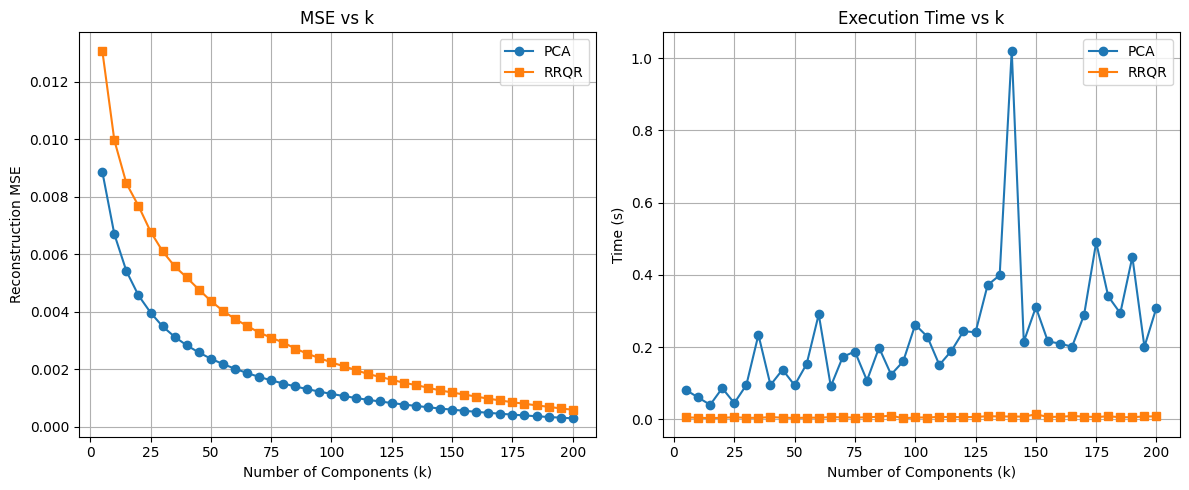 MSE vs k
Reconstruction MSE
0.012
0.010
0.008
0.006
0.004
0.002
0.000
PCA
RRQR
0 25 50 75 100 125 150 175 200
Number of Components (k)
Execution Time vs k
Time (s)
1.0
0.8
0.6
0.4
0.2
0.0
PCA
RRQR
0 25 50 75 100 125 150 175 200
Number of Components (k)